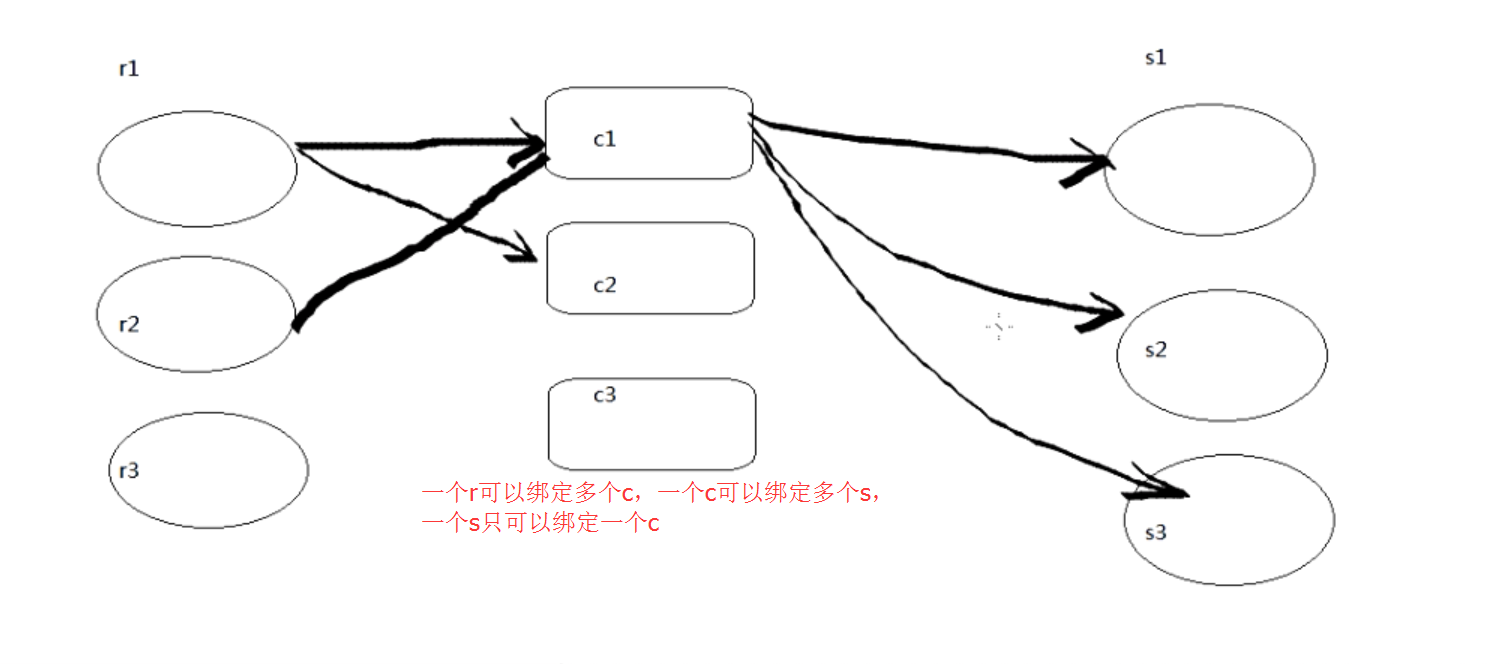 r1
s1
c1
c2
r2
s2
c3
r3
一个r可以绑定多个c，一个c可以绑定多个s，
一个s只可以绑定一个c
s3